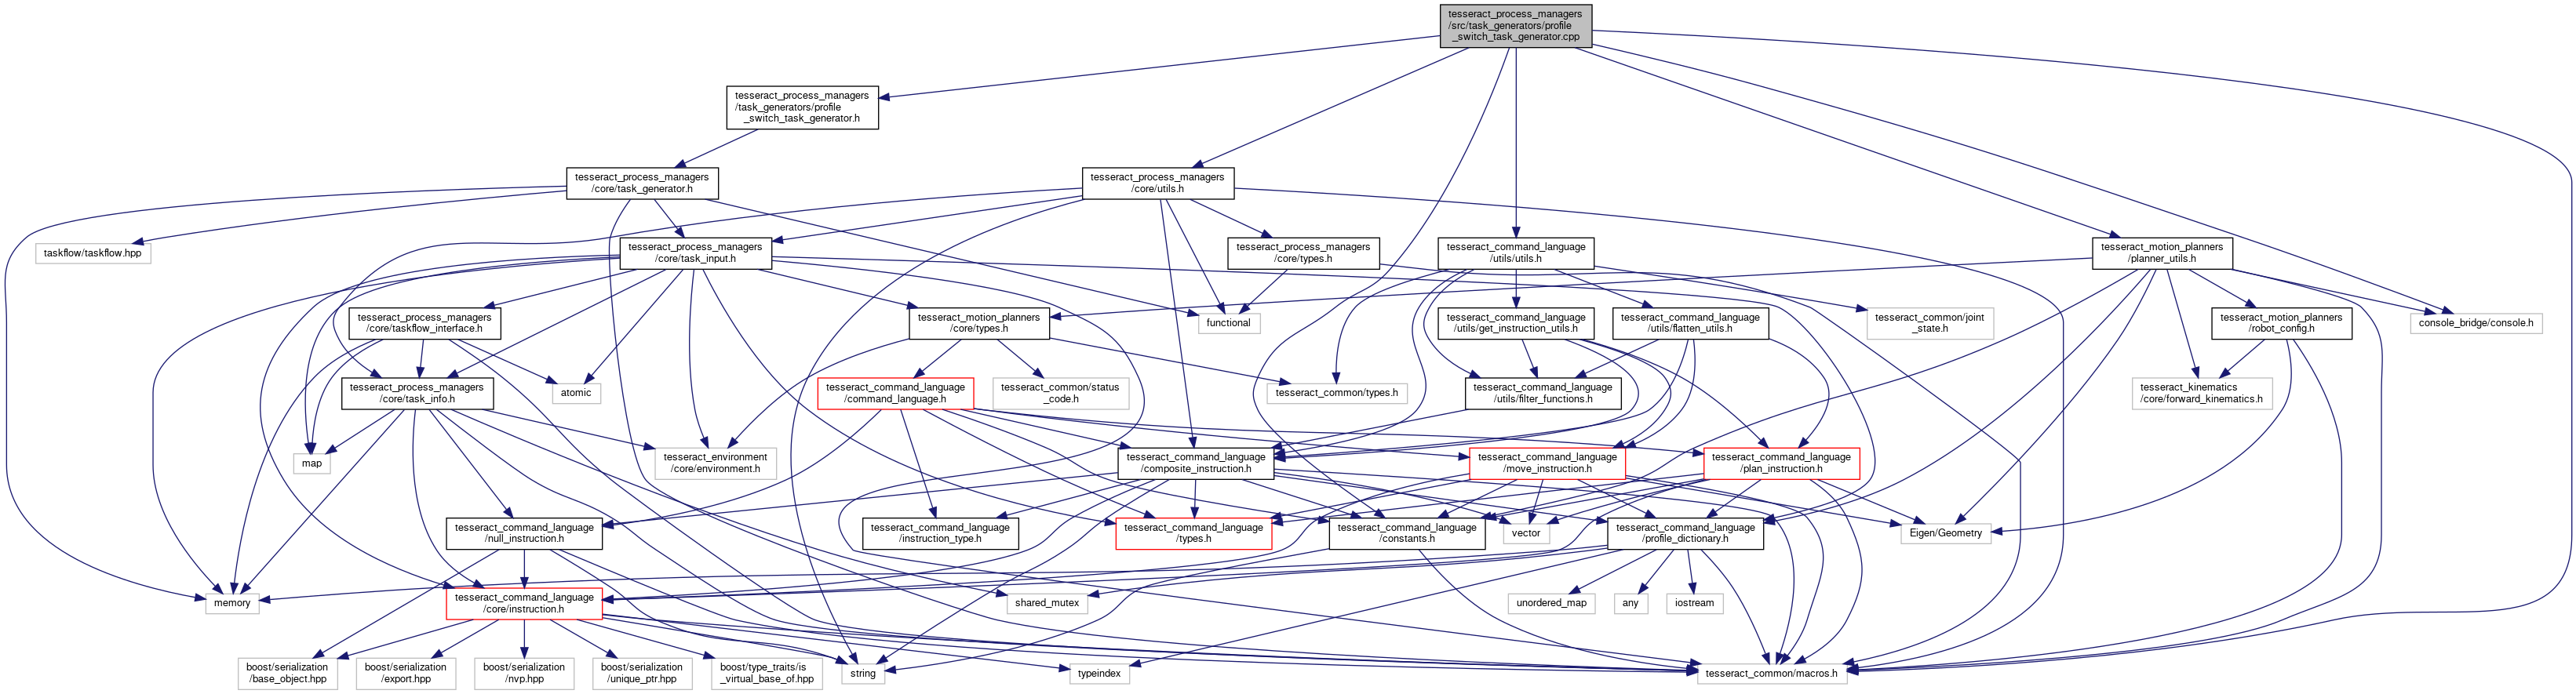 tesseract_process_managers
/src/task_generators/profile
_switch_task_generator.cpp
tesseract_process_managers
/task_generators/profile
_switch_task_generator.h
tesseract_process_managers
/core/task_generator.h
tesseract_process_managers
/core/utils.h
taskflow/taskflow.hpp
tesseract_process_managers
/core/task_input.h
tesseract_process_managers
/core/types.h
tesseract_command_language
/utils/utils.h
tesseract_motion_planners
/planner_utils.h
tesseract_process_managers
/core/taskflow_interface.h
tesseract_motion_planners
/core/types.h
functional
tesseract_command_language
/utils/get_instruction_utils.h
tesseract_command_language
/utils/flatten_utils.h
tesseract_common/joint
_state.h
tesseract_motion_planners
/robot_config.h
console_bridge/console.h
tesseract_process_managers
/core/task_info.h
atomic
tesseract_command_language
/command_language.h
tesseract_common/status
_code.h
tesseract_common/types.h
tesseract_command_language
/utils/filter_functions.h
tesseract_kinematics
/core/forward_kinematics.h
map
tesseract_environment
/core/environment.h
tesseract_command_language
/composite_instruction.h
tesseract_command_language
/move_instruction.h
tesseract_command_language
/plan_instruction.h
tesseract_command_language
/null_instruction.h
tesseract_command_language
/instruction_type.h
tesseract_command_language
/types.h
tesseract_command_language
/constants.h
vector
tesseract_command_language
/profile_dictionary.h
Eigen/Geometry
memory
tesseract_command_language
/core/instruction.h
shared_mutex
unordered_map
any
iostream
boost/serialization
/base_object.hpp
boost/serialization
/export.hpp
boost/serialization
/nvp.hpp
boost/serialization
/unique_ptr.hpp
boost/type_traits/is
_virtual_base_of.hpp
string
typeindex
tesseract_common/macros.h